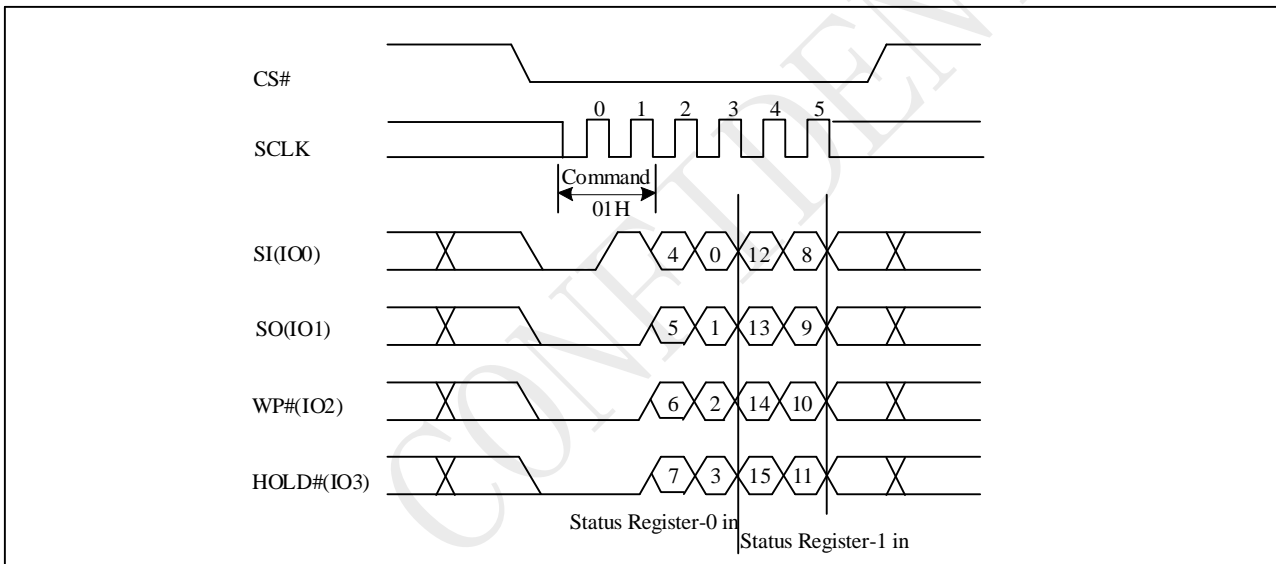 CONFIDENT
CS#
0 1 2 3 4 5
SCLK
Command
01H
SI(IO0) 4 0 12 8
SO(IO1) 5 1 13 9
WP#(IO2) 6 2 14 10
HOLD#(IO3) 7 3 15 11
Status Register-0 in
Status Register-1 in